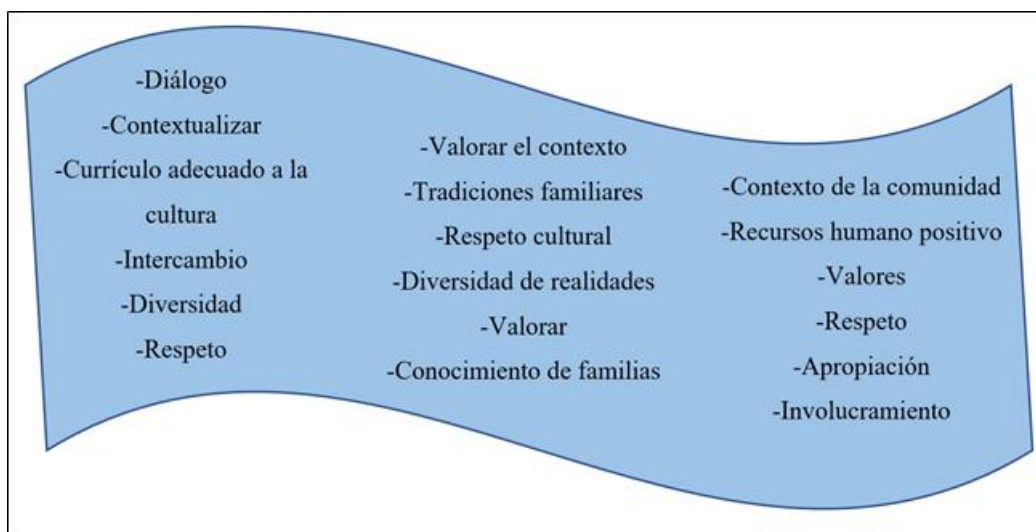 -Diálogo
-Contextualizar
-Currículo adecuado a la
cultura
-Intercambio
-Diversidad
-Respeto
-Valorar el contexto
-Tradiciones familiares
-Respeto cultural
-Diversidad de realidades
-Valorar
-Conocimiento de familias
-Contexto de la comunidad
-Recursos humano positivo
-Valores
-Respeto
-Apropiación
-Involucramiento